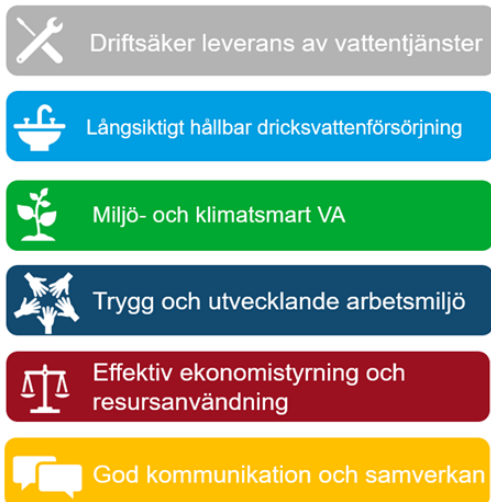 Driftsäker leverans av vattentjänster
Långsiktigt hållbar dricksvattenförsörjning
Miljö- och klimatsmart VA
Trygg och utvecklande arbetsmiljö
Effektiv ekonomistyrning och
resursanvändning
God kommunikation och samverkan